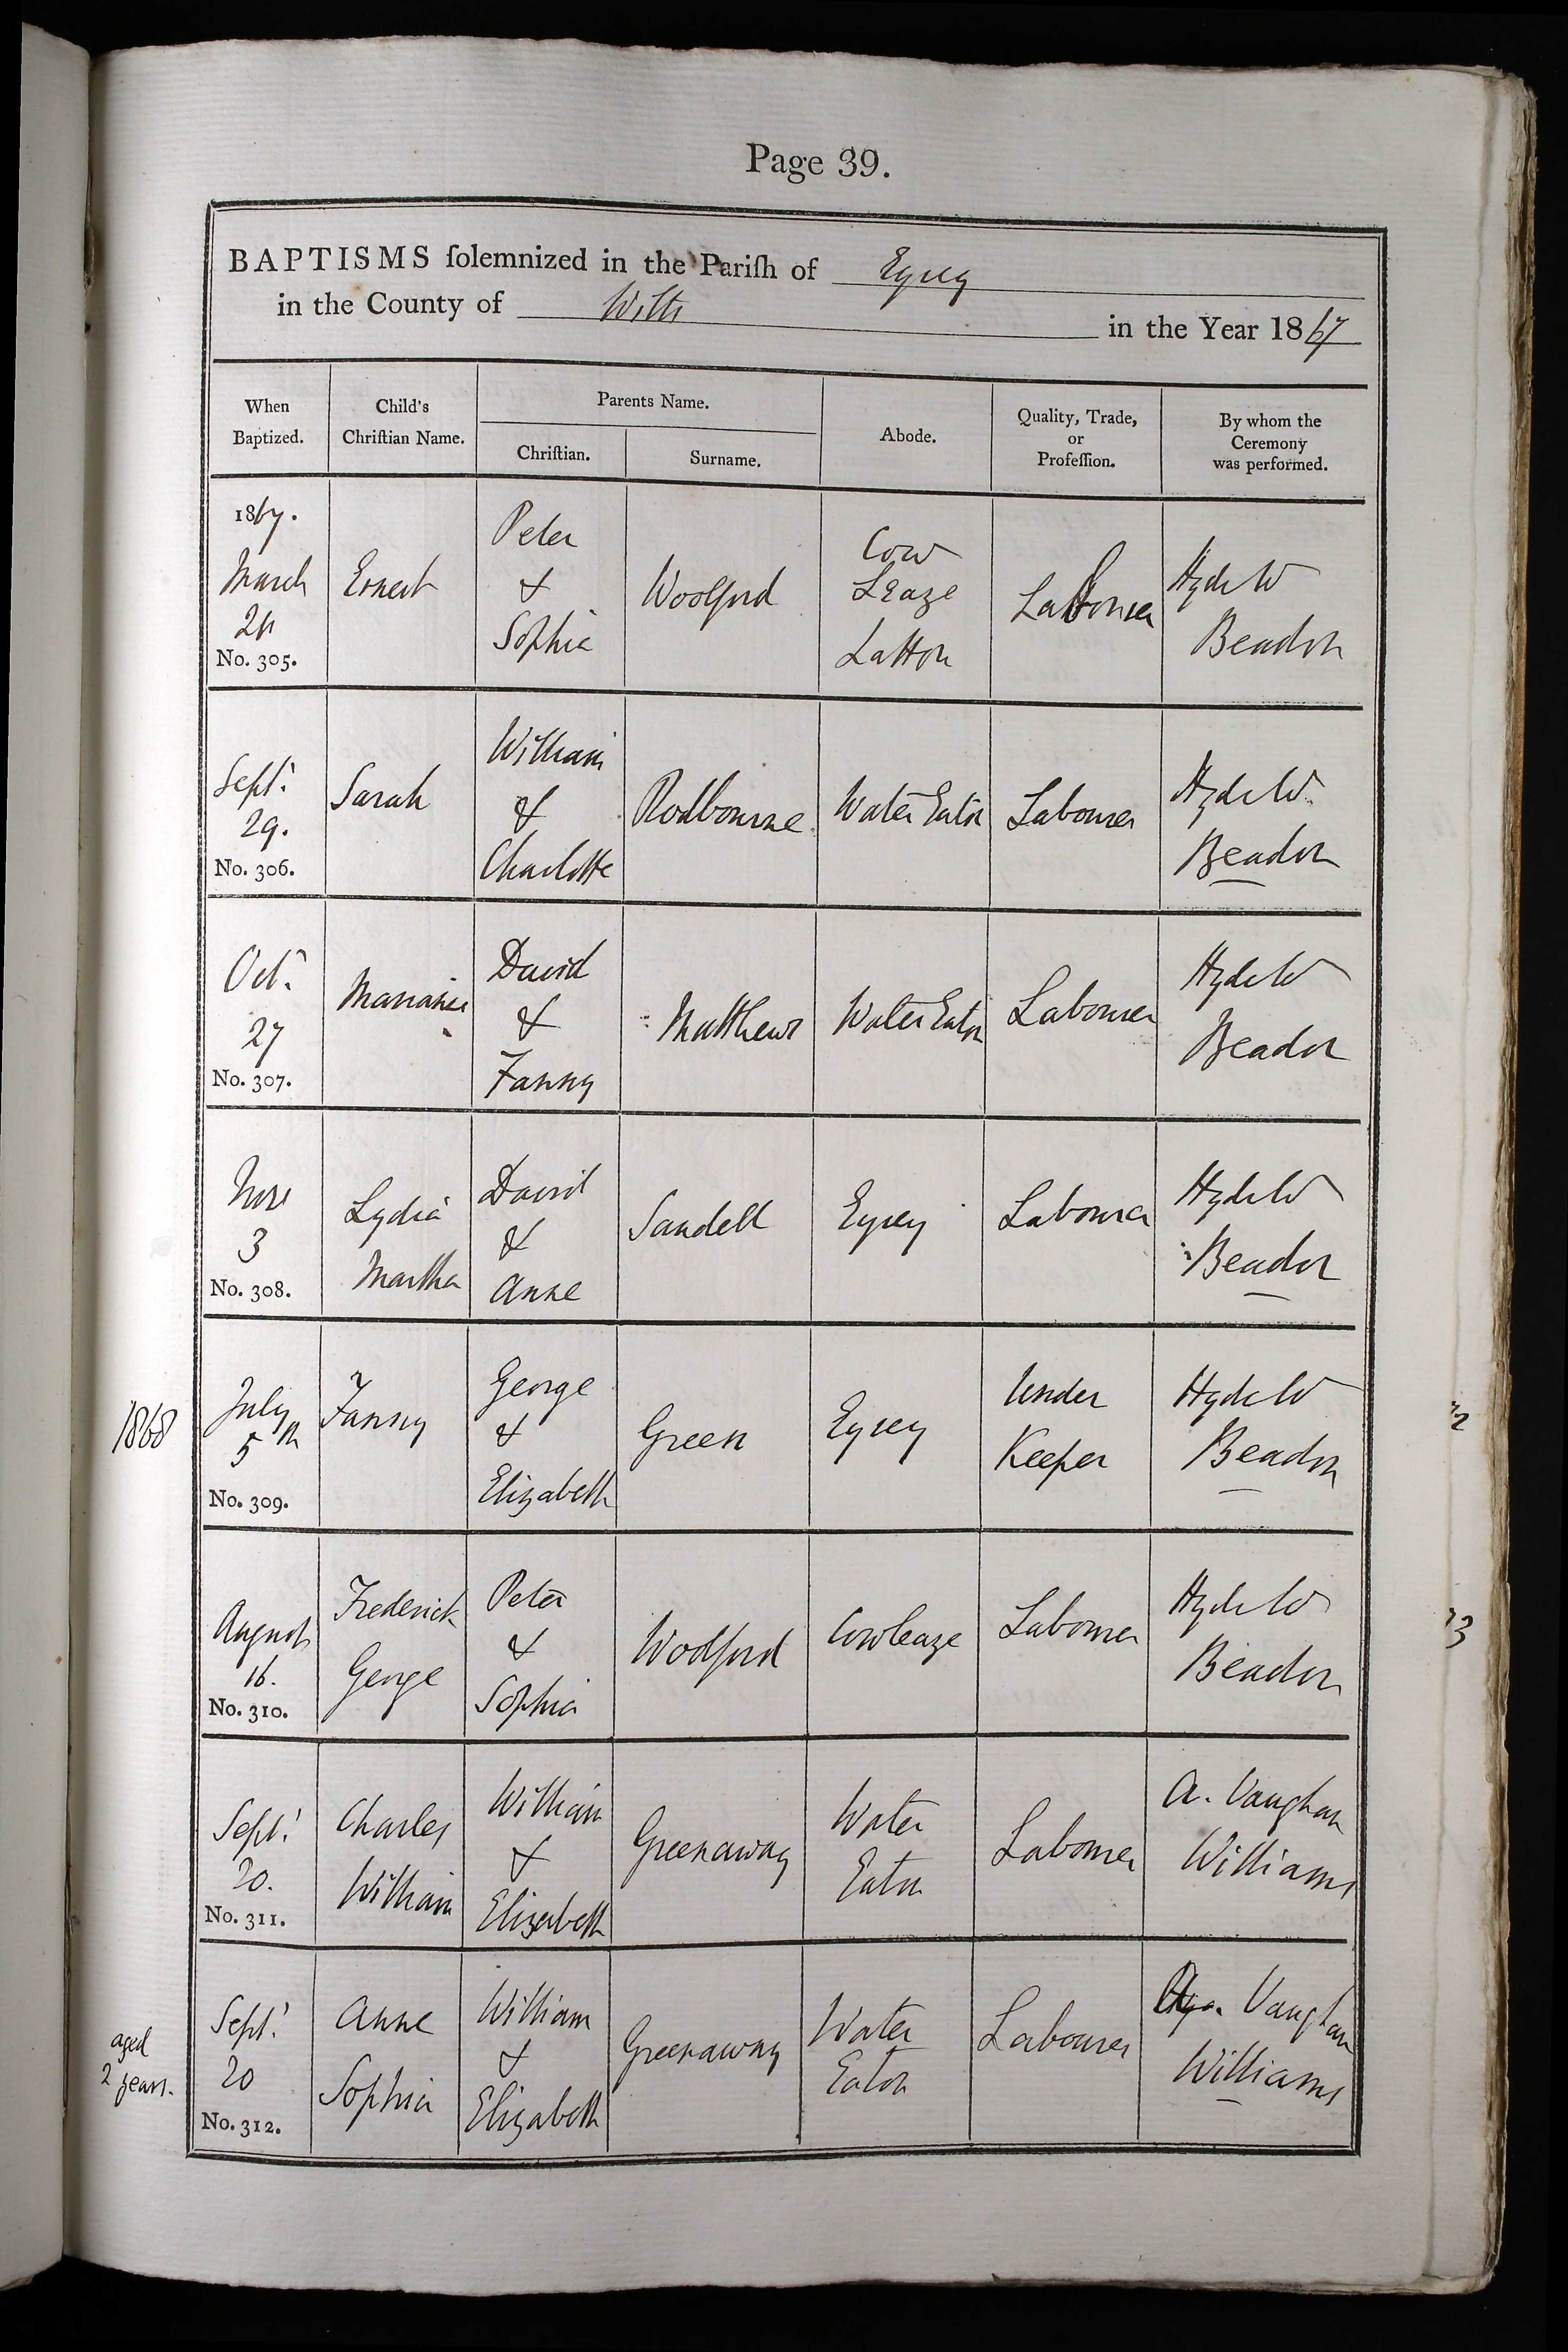 Page 39.
BAPTISMS ſolemnized in the Pariſh of Eysey
in the County of Wilts in the Year 1867
When
Baptized.
Child's
Chriſtian Name.
Parents Name.
Chriſtian.
Surname.
Abode.
Quality, Trade,
or
Profeſſion.
By whom the
Ceremony
was performed.
1867.
March
24
No. 305.
Ernest
Peter
&
Sophia
Woolford
Cow
Leaze
Latton
Labourer
Hyde W
Beadon
Sept.
29.
No. 306.
Sarah
William
&
Charlotte
Rodbourne
Water Eaton
Labourer
Hyde W.
Beadon
Oct.
27
No. 307.
David
&
Fanny
Matthews
Water Eaton
Labourer
Hyde W
Beadon
3
No. 308.
Lydia
Martha
David
&
Anne
Sandell
Eysey
Labourer
Hyde W
Beadon
1868
July
5th
No. 309.
Fanny
George
&
Elizabeth
Green
Eysey
Under
Keeper
Hyde W
Beadon
August
16.
No. 310.
Frederick
George
Peter
&
Sophia
Woolford
Cowleaze
Labourer
Hyde W
Beadon
Sept.
20.
No. 311.
Charles
William
William
&
Elizabeth
Greenaway
Water
Eaton
Labourer
A. Vaughan
Williams
aged
2 years.
Sept.
20
No. 312.
Anne
Sophia
William
&
Elizabeth
Greenaway
Water
Eaton
Labourer
Vaughan
Williams